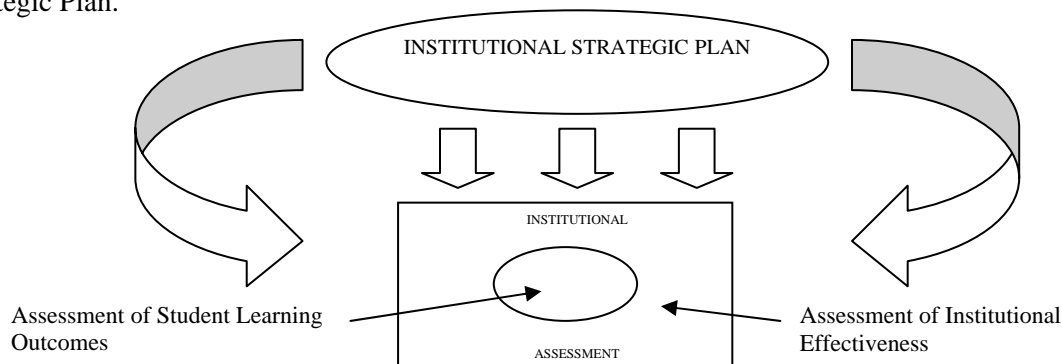 tegic Plan.
INSTITUTIONAL STRATEGIC PLAN
INSTITUTIONAL
Assessment of Student Learning
Outcomes
Assessment of Institutional
Effectiveness
ASSESSMENT